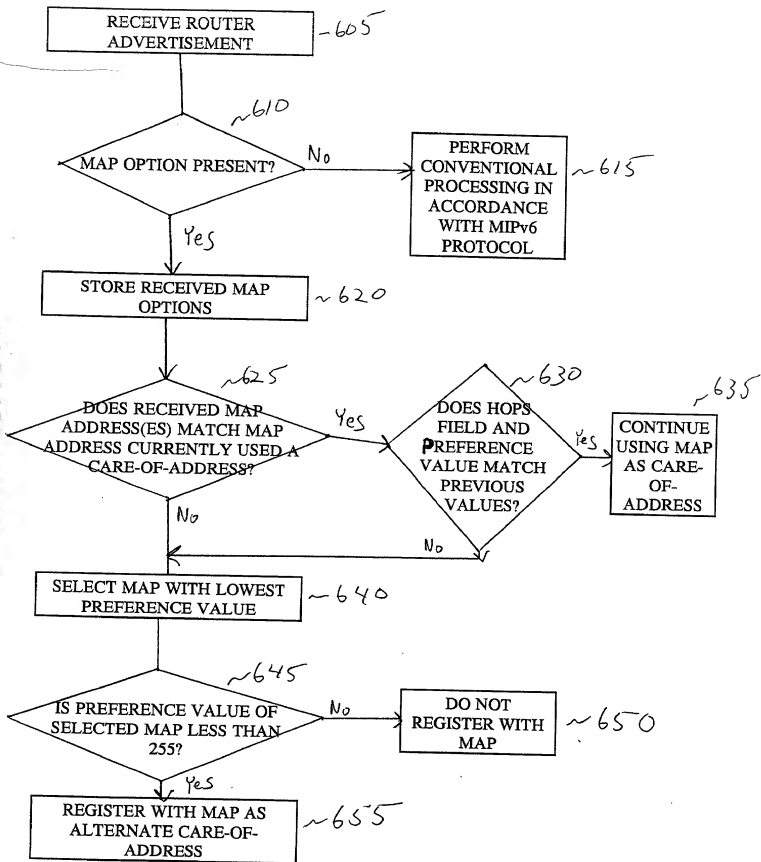 RECEIVE ROUTER
ADVERTISEMENT
~605
~610
MAP OPTION PRESENT?
No
PERFORM
CONVENTIONAL
PROCESSING IN
ACCORDANCE
WITH MIPv6
PROTOCOL
~615
Yes
STORE RECEIVED MAP
OPTIONS
~620
~625
DOES RECEIVED MAP
ADDRESS(ES) MATCH MAP
ADDRESS CURRENTLY USED A
CARE-OF-ADDRESS?
Yes
~630
DOES HOPS
FIELD AND
PREFERENCE
VALUE MATCH
PREVIOUS
VALUES?
Yes
~635
CONTINUE
USING MAP
AS CARE-
OF-
ADDRESS
No
No
SELECT MAP WITH LOWEST
PREFERENCE VALUE
~640
~645
IS PREFERENCE VALUE OF
SELECTED MAP LESS THAN
255?
No
DO NOT
REGISTER WITH
MAP
~650
Yes
REGISTER WITH MAP AS
ALTERNATE CARE-OF-
ADDRESS
~655